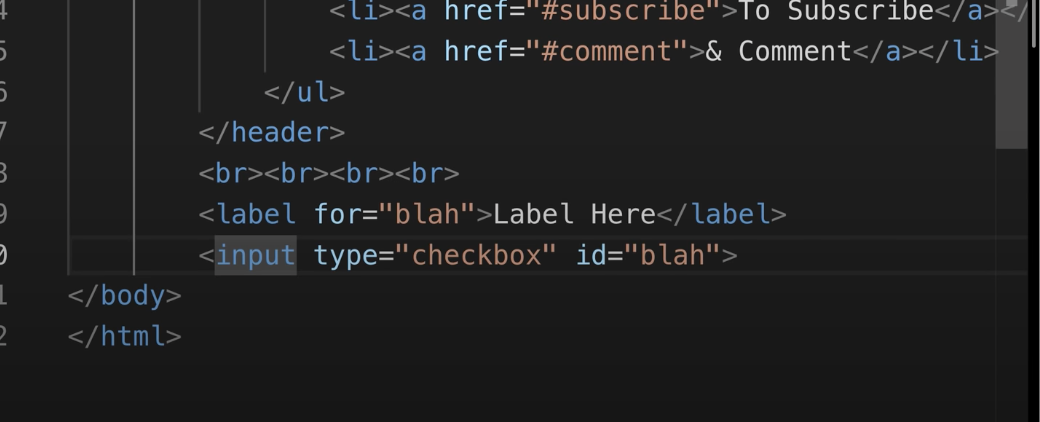 4 <li><a href="#subscribe">To Subscribe</a></
5 <li><a href="#comment">& Comment</a></li>
6 </ul>
7 </header>
8 <br><br><br><br>
9 <label for="blah">Label Here</label>
0 <input type="checkbox" id="blah">
1 </body>
2 </html>